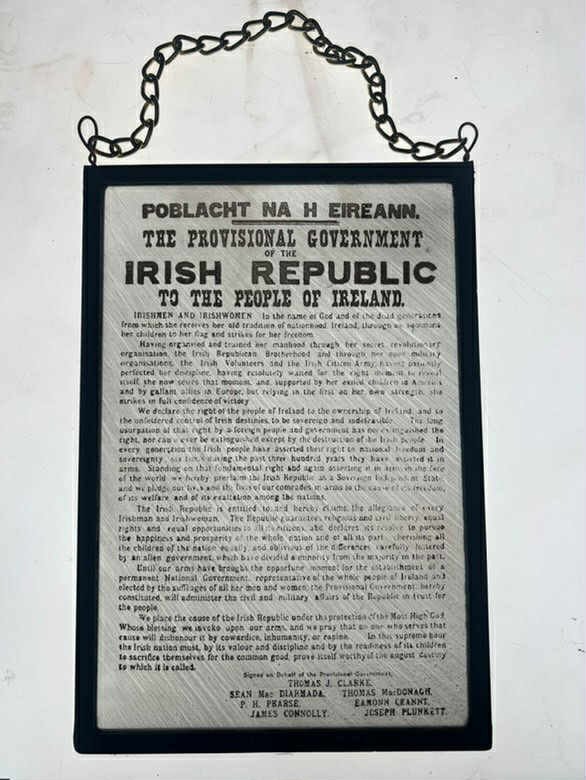 POBLACHT NA H EIREANN.
THE PROVISIONAL GOVERNMENT
OF THE
IRISH REPUBLIC
TO THE PEOPLE OF IRELAND.
IRISHMEN AND IRISHWOMEN In the name of God and of the dead generations
from which she receives her old tradition of nationhood Ireland, through us summons
her children to her flag and strikes for her freedom.
Having organised and trained her manhood through her secret revolutionary
organisation, the Irish Republican Brotherhood and through her open military
organisations, the Irish Volunteers and the Irish Citizen Army, having patiently
perfected her discipline, having resolutely waited for the right moment to reveal
itself, she now seizes that moment, and, supported by her exiled children in America
and by gallant allies in Europe, but relying in the first on her own strength, she
strikes in full confidence of victory
We declare the right of the people of Ireland to the ownership of Ireland, and to
the unfettered control of Irish destinies, to be sovereign and indefeasible The long
usurpation of that right by a foreign people and government has not extinguished the
right, nor can it ever be extinguished except by the destruction of the Irish people In
every generation the Irish people have asserted their right to national freedom and
sovereignty, six times during the past three hundred years they have asserted it in
arms. Standing on that fundamental right and again asserting it in arms in the face
of the world we hereby proclaim the Irish Republic as a Sovereign Independent State
and we pledge our lives and the lives of our comrades in arms to the cause of its freedom,
of its welfare and of its exaltation among the nations.
The Irish Republic is entitled to and hereby claims, the allegiance of every
Irishman and Irishwoman, The Republic guarantees religious and civil liberty equal
rights and equal opportunities to all its citizens, and declares its resolve to pursue
the happiness and prosperity of the whole nation and of all its parts cherishing all
the children of the nation equally and oblivious of the differences carefully fostered
by an alien government, which have divided a minority from the majority in the past.
Until our arms have brought the opportune moment for the establishment of a
permanent National Government, representative of the whole people of Ireland and
elected by the suffrages of all her men and women, the Provisional Government, hereby
constituted, will administer the civil and military affairs of the Republic in trust for
the people.
We place the cause of the Irish Republic under the protection of the Most High God
Whose blessing we invoke upon our arms, and we pray that no one who serves that
cause will dishonour it by cowardice, inhumanity, or rapine. In this supreme hour
the Irish nation must, by its valour and discipline and by the readiness of its children
to sacrifice themselves for the common good, prove itself worthy of the august destiny
to which it is called.
Signed on Behalf of the Provisional Government,
THOMAS J. CLARKE.
SEAN Mac DIARMADA. THOMAS MacDONAGH.
P. H. PEARSE. EAMONN CEANNT.
JAMES CONNOLLY. JOSEPH PLUNKETT.